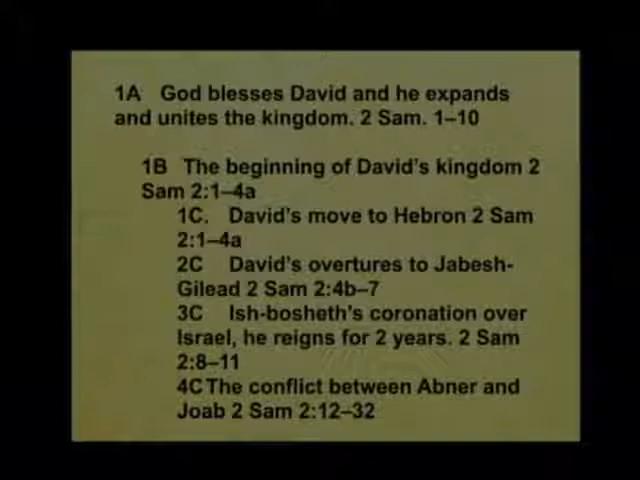 1A God blesses David and he expands
and unites the kingdom. 2 Sam. 1–10
1B The beginning of David's kingdom 2
Sam 2:1–4a
1C. David's move to Hebron 2 Sam
2:1–4a
2C David's overtures to Jabesh-
Gilead 2 Sam 2:4b–7
3C Ish-bosheth's coronation over
Israel, he reigns for 2 years. 2 Sam
2:8–11
4C The conflict between Abner and
Joab 2 Sam 2:12–32